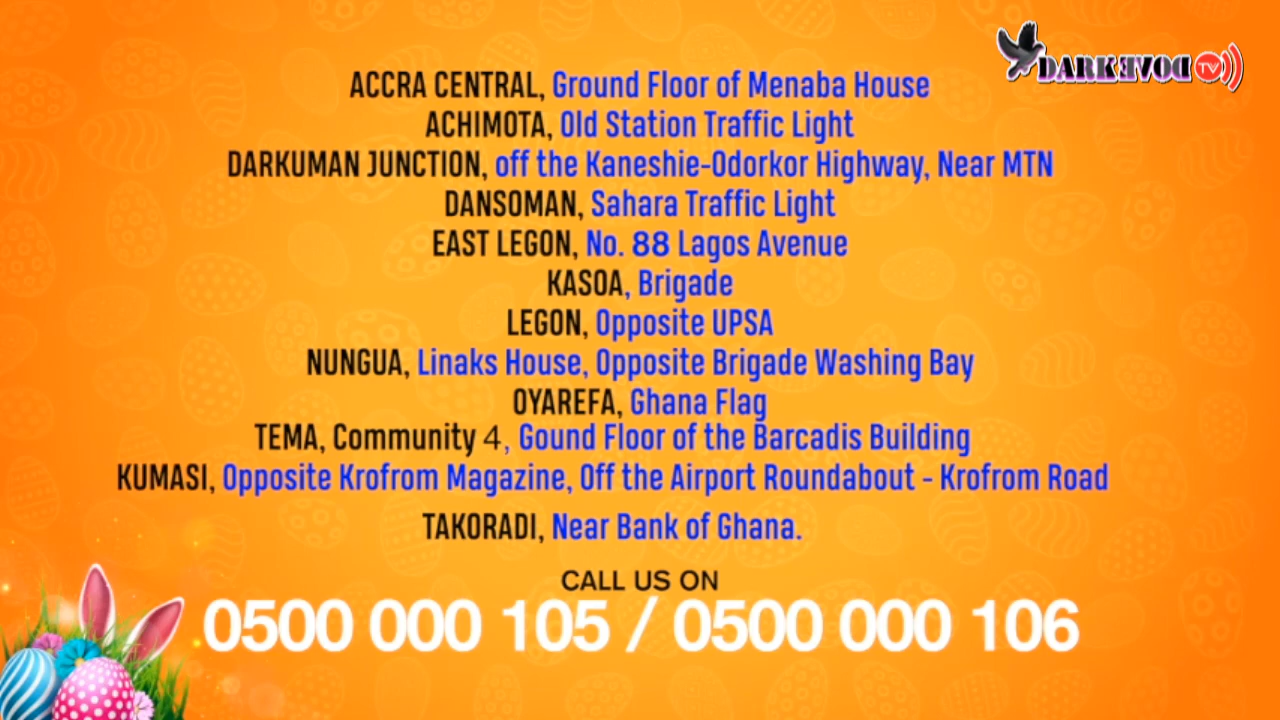 DARKEVOD TV
ACCRA CENTRAL, Ground Floor of Menaba House
ACHIMOTA, Old Station Traffic Light
DARKUMAN JUNCTION, off the Kaneshie-Odorkor Highway, Near MTN
DANSOMAN, Sahara Traffic Light
EAST LEGON, No. 88 Lagos Avenue
KASOA, Brigade
LEGON, Opposite UPSA
NUNGUA, Linaks House, Opposite Brigade Washing Bay
OYAREFA, Ghana Flag
TEMA, Community 4, Gound Floor of the Barcadis Building
KUMASI, Opposite Krofrom Magazine, Off the Airport Roundabout - Krofrom Road
TAKORADI, Near Bank of Ghana.
CALL US ON
0500 000 105 / 0500 000 106